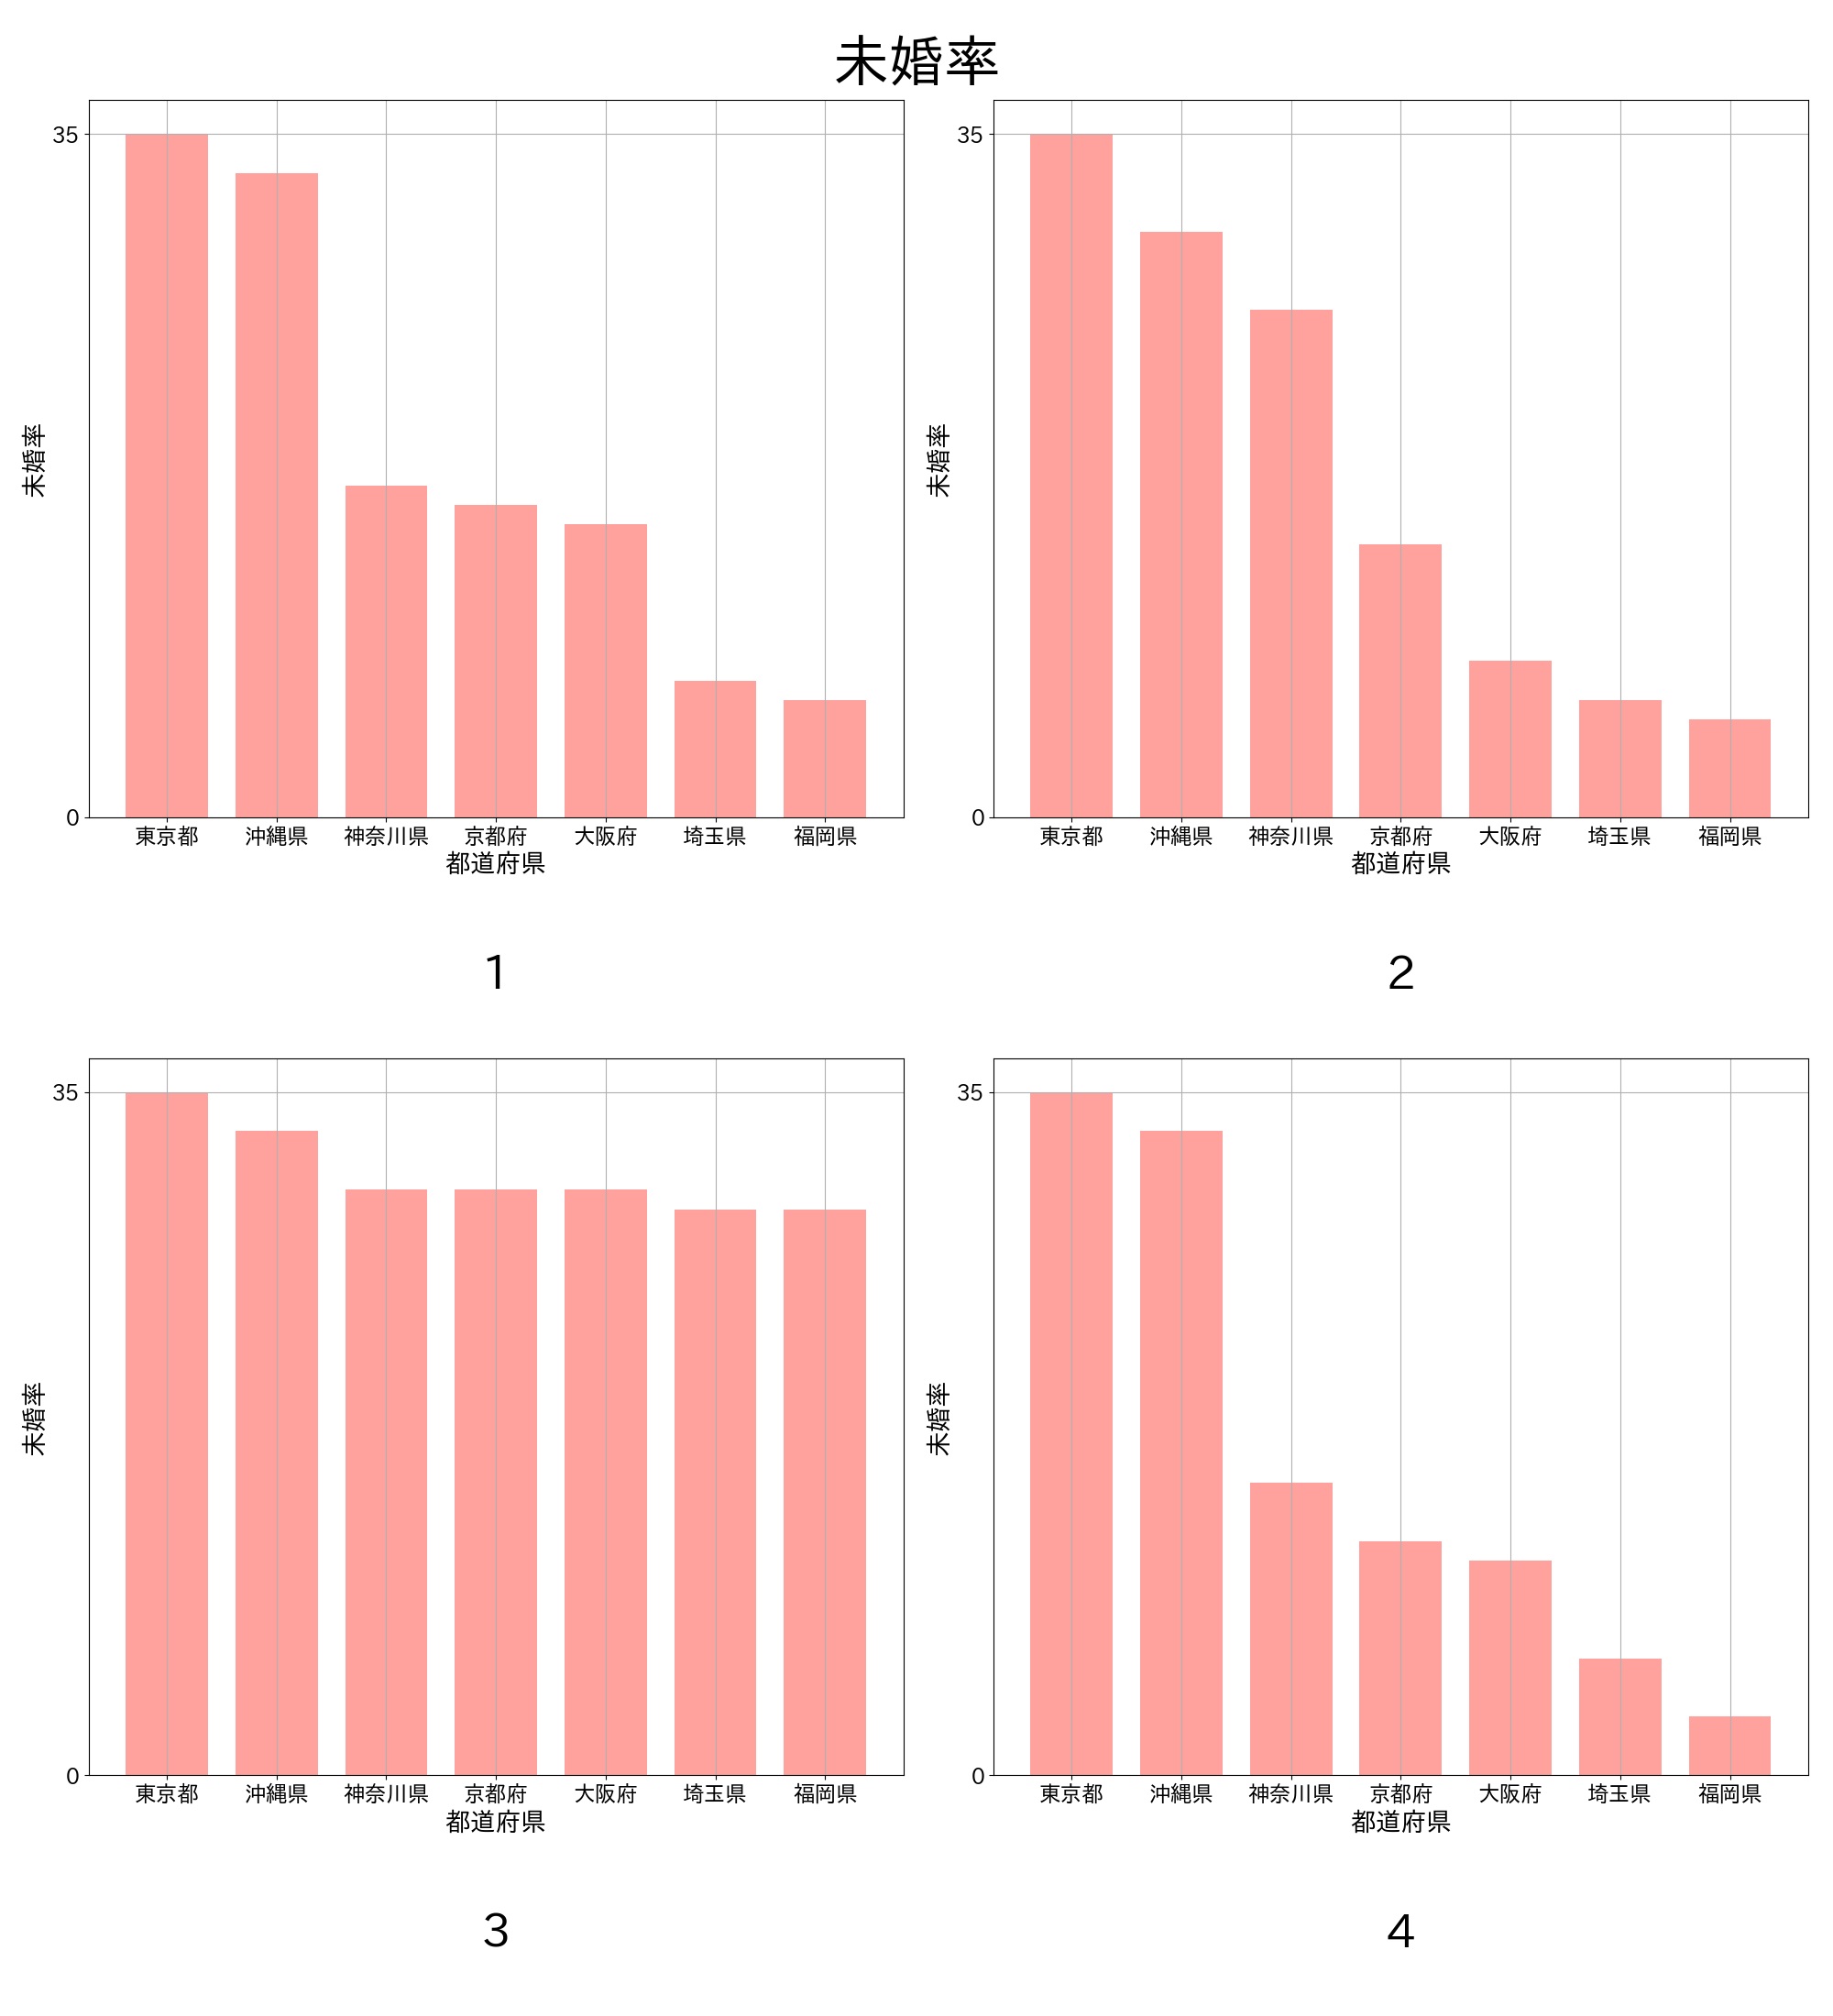 未婚率
35
0
未婚率
東京都 沖縄県 神奈川県 京都府 大阪府 埼玉県 福岡県
都道府県
1
35
0
未婚率
東京都 沖縄県 神奈川県 京都府 大阪府 埼玉県 福岡県
都道府県
2
35
0
未婚率
東京都 沖縄県 神奈川県 京都府 大阪府 埼玉県 福岡県
都道府県
3
35
0
未婚率
東京都 沖縄県 神奈川県 京都府 大阪府 埼玉県 福岡県
都道府県
4